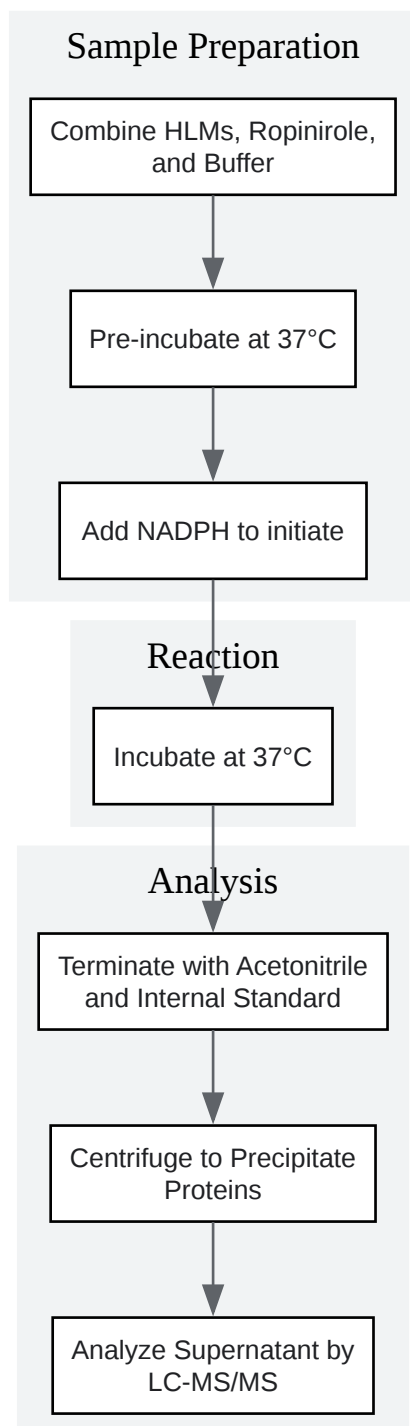 Sample Preparation
Combine HLMs, Ropinirole,
and Buffer
Pre-incubate at 37°C
Add NADPH to initiate
Reaction
Incubate at 37°C
Analysis
Terminate with Acetonitrile
and Internal Standard
Centrifuge to Precipitate
Proteins
Analyze Supernatant by
LC-MS/MS